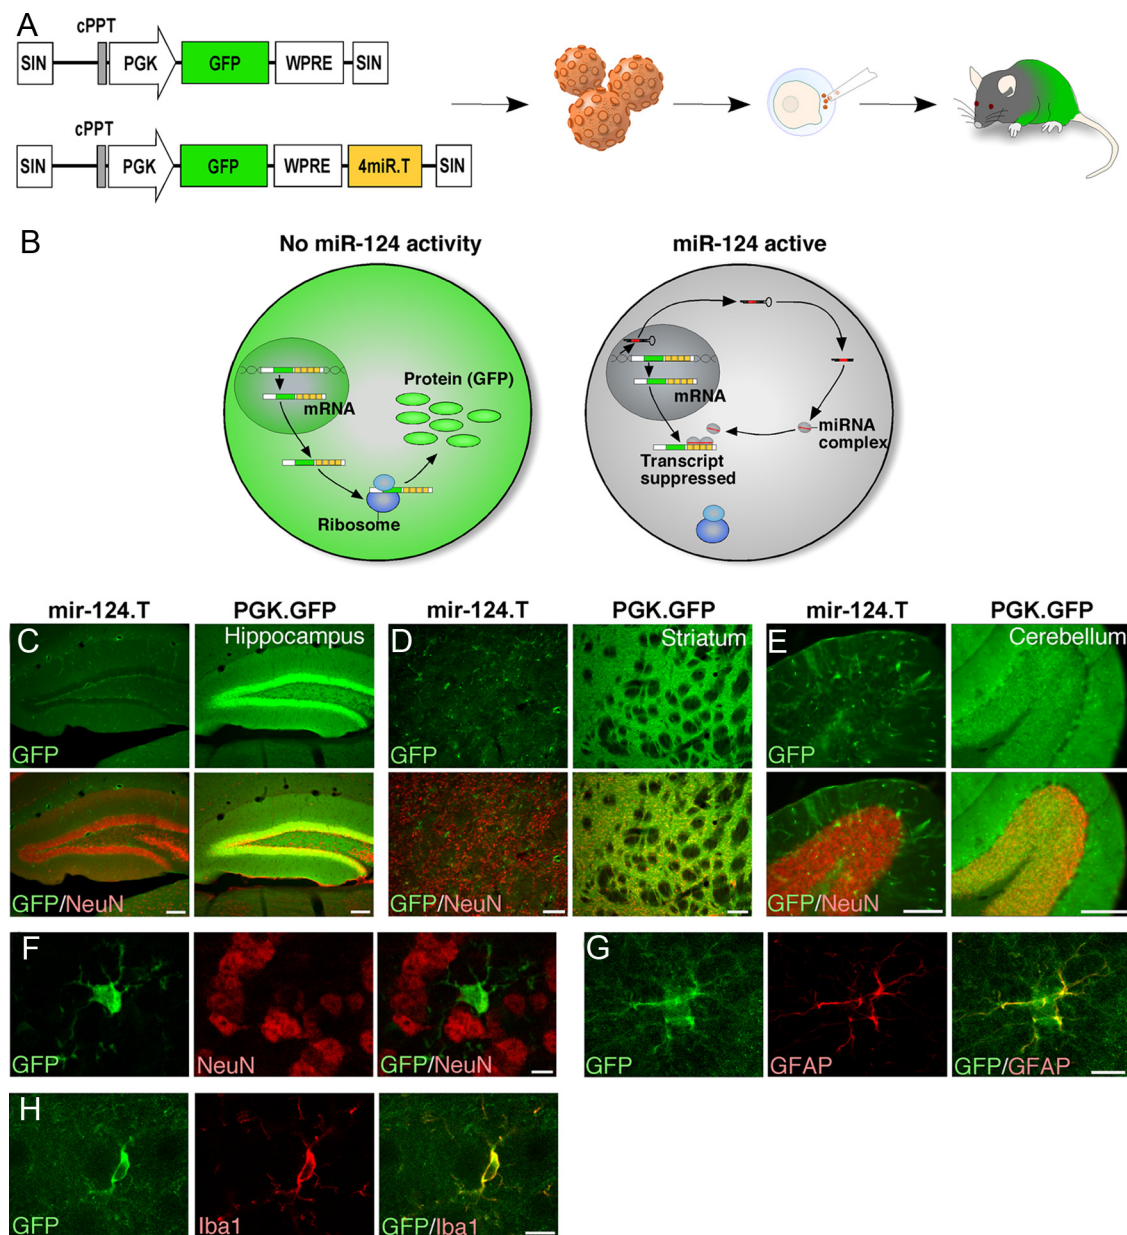 A
cPPT
SIN PGK GFP WPRE SIN
cPPT
SIN PGK GFP WPRE 4miR.T SIN
B
No miR-124 activity
miR-124 active
Protein (GFP)
mRNA
Ribosome
mRNA
miRNA
complex
Transcript
suppressed
mir-124.T PGK.GFP mir-124.T PGK.GFP mir-124.T PGK.GFP
C Hippocampus D Striatum E Cerebellum
GFP GFP GFP
GFP/NeuN GFP/NeuN GFP/NeuN
F G
GFP NeuN GFP/NeuN GFP GFAP GFP/GFAP
H
GFP Iba1 GFP/Iba1